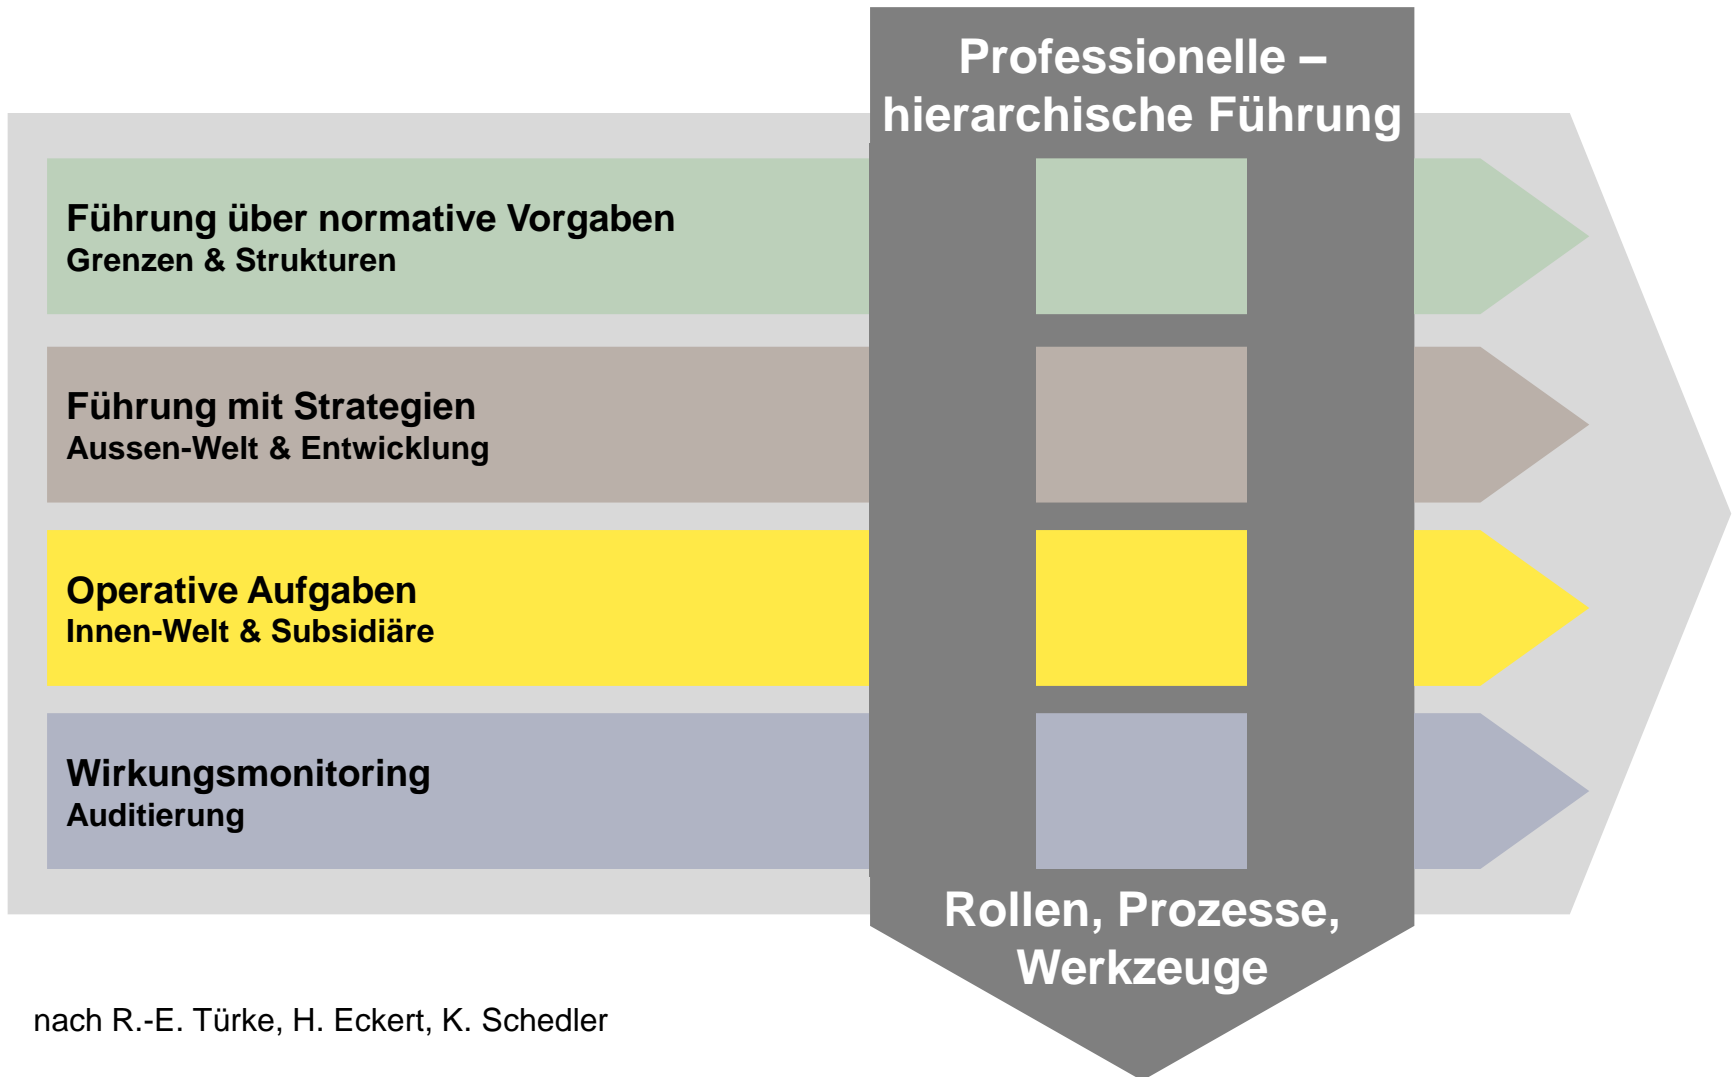 Professionelle –
hierarchische Führung
Führung über normative Vorgaben
Grenzen & Strukturen
Führung mit Strategien
Aussen-Welt & Entwicklung
Operative Aufgaben
Innen-Welt & Subsidiäre
Wirkungsmonitoring
Auditierung
Rollen, Prozesse,
Werkzeuge
nach R.-E. Türke, H. Eckert, K. Schedler